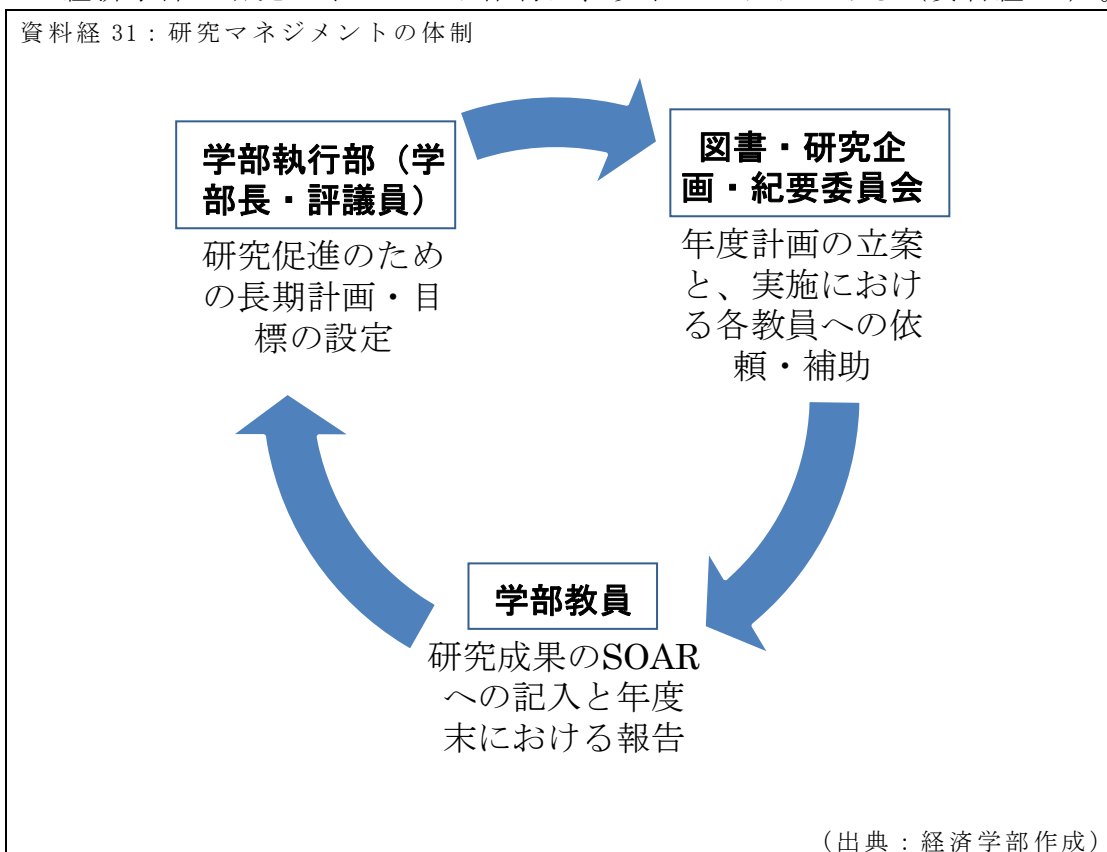 資料経 31：研究マネジメントの体制
学部執行部（学
部長・評議員）
研究促進のため
の長期計画・目
標の設定
図書・研究企
画・紀要委員会
年度計画の立案
と、実施におけ
る各教員への依
頼・補助
学部教員
研究成果のSOAR
への記入と年度
末における報告
（出典：経済学部作成）